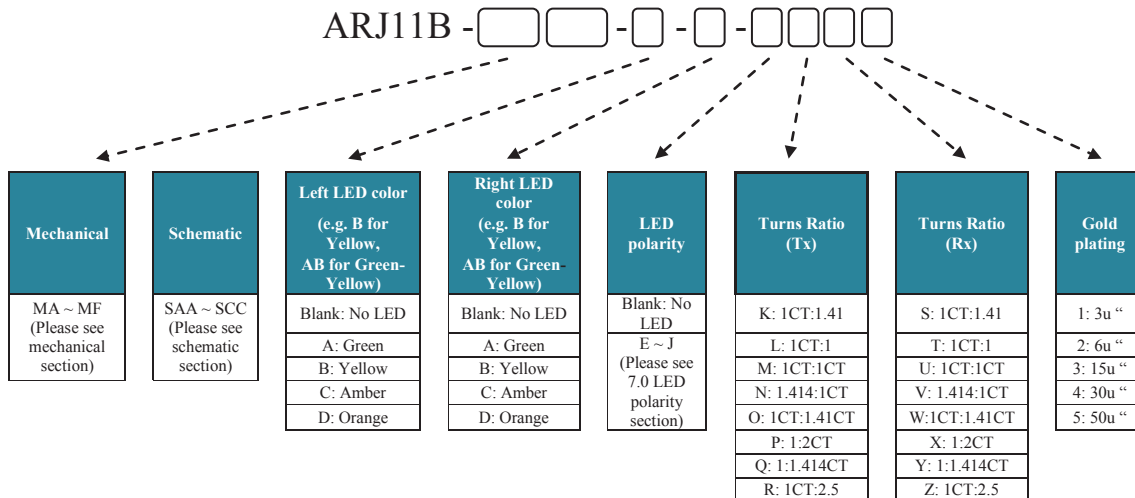 ARJ11B - - - -
Mechanical
MA ~ MF
(Please see
mechanical
section)
Schematic
SAA ~ SCC
(Please see
schematic
section)
Left LED color
(e.g. B for
Yellow,
AB for Green-
Yellow)
Blank: No LED
A: Green
B: Yellow
C: Amber
D: Orange
Right LED
color
(e.g. B for
Yellow,
AB for Green-
Yellow)
Blank: No LED
A: Green
B: Yellow
C: Amber
D: Orange
LED
polarity
Blank: No
LED
E ~ J
(Please see
7.0 LED
polarity
section)
Turns Ratio
(Tx)
K: 1CT:1.41
L: 1CT:1
M: 1CT:1CT
N: 1.414:1CT
O: 1CT:1.41CT
P: 1:2CT
Q: 1:1.414CT
R: 1CT:2.5
Turns Ratio
(Rx)
S: 1CT:1.41
T: 1CT:1
U: 1CT:1CT
V: 1.414:1CT
W:1CT:1.41CT
X: 1:2CT
Y: 1:1.414CT
Z: 1CT:2.5
Gold
plating
1: 3u “
2: 6u “
3: 15u “
4: 30u “
5: 50u “